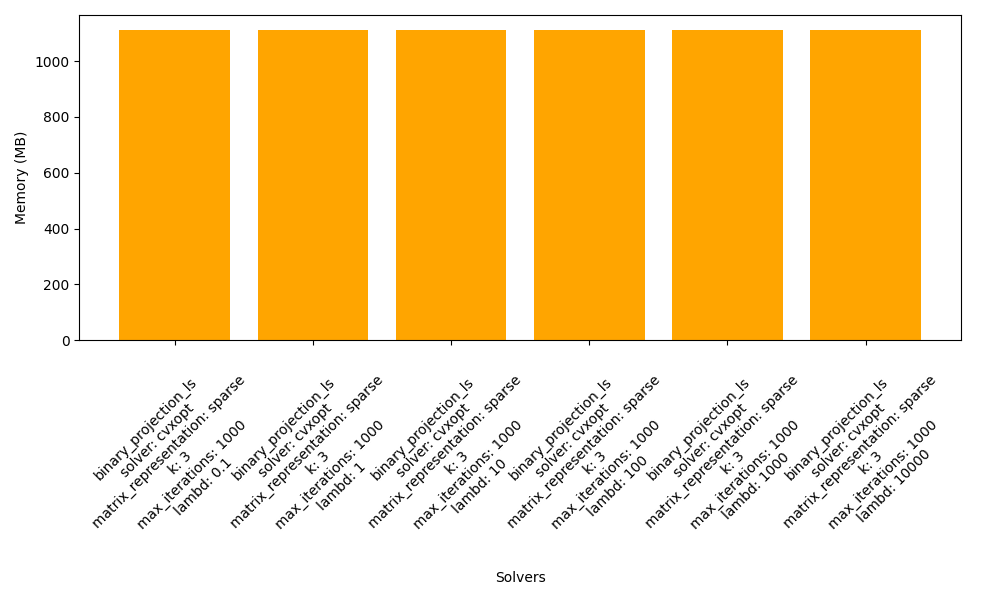 1000
800
600
400
200
0
Memory (MB)
binary_projection_ls
solver: cvxopt
matrix_representation: sparse
k: 3
max_iterations: 1000
lambd: 0.1
binary_projection_ls
solver: cvxopt
matrix_representation: sparse
k: 3
max_iterations: 1000
lambd: 1
binary_projection_ls
solver: cvxopt
matrix_representation: sparse
k: 3
max_iterations: 1000
lambd: 10
binary_projection_ls
solver: cvxopt
matrix_representation: sparse
k: 3
max_iterations: 1000
lambd: 100
binary_projection_ls
solver: cvxopt
matrix_representation: sparse
k: 3
max_iterations: 1000
lambd: 1000
binary_projection_ls
solver: cvxopt
matrix_representation: sparse
k: 3
max_iterations: 1000
lambd: 10000
Solvers